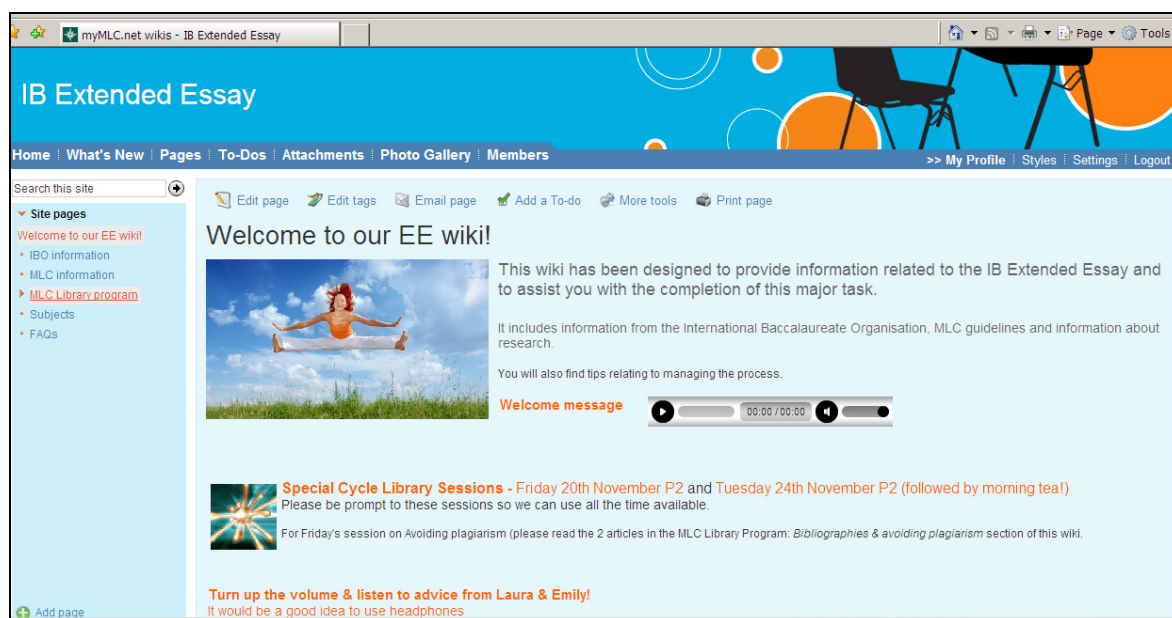 myMLC.net wikis - IB Extended Essay
Page
Tools
IB Extended Essay
Home What's New Pages To-Dos Attachments Photo Gallery Members
>> My Profile Styles Settings Logout
Search this site
Site pages
Welcome to our EE wiki!
IBO information
MLC information
MLC Library program
Subjects
FAQs
Add page
Edit page Edit tags Email page Add a To-do More tools Print page
Welcome to our EE wiki!
This wiki has been designed to provide information related to the IB Extended Essay and
to assist you with the completion of this major task.
It includes information from the International Baccalaureate Organisation, MLC guidelines and information about
research.
You will also find tips relating to managing the process.
Welcome message
00:00 / 00:00
Special Cycle Library Sessions - Friday 20th November P2 and Tuesday 24th November P2 (followed by morning tea!)
Please be prompt to these sessions so we can use all the time available.
For Friday's session on Avoiding plagiarism (please read the 2 articles in the MLC Library Program: Bibliographies & avoiding plagiarism section of this wiki.
Turn up the volume & listen to advice from Laura & Emily!
It would be a good idea to use headphones